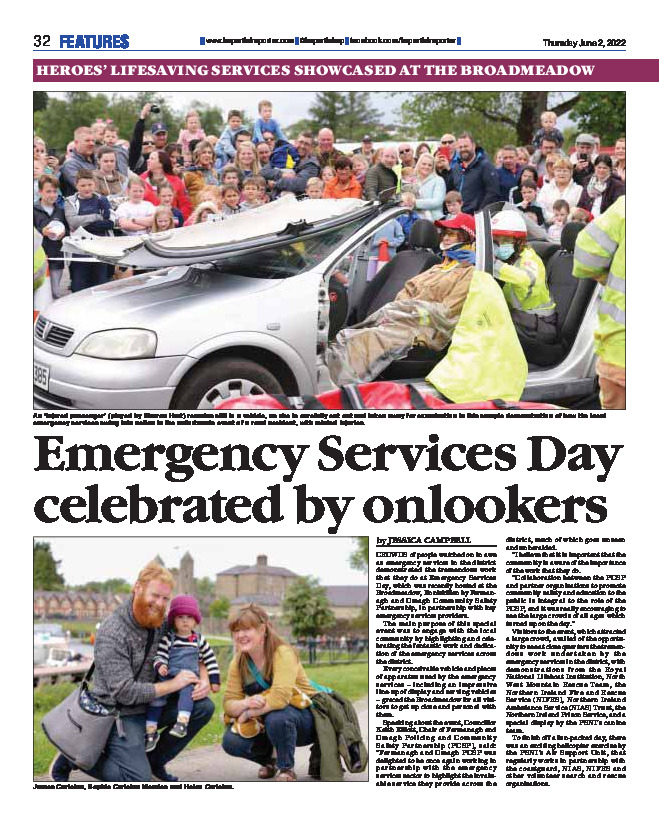 32 FEATURES
www.impartialreporter.com @impartialrep facebook.com/impartialreporter
Thursday June 2, 2022
HEROES' LIFESAVING SERVICES SHOWCASED AT THE BROADMEADOW
385
An 'injured passenger' (played by Hunt) remains still in a vehicle, as she is carefully cut out and taken away for examination in this example demonstration of how the local
emergency services swing into action in the unfortunate event of a road accident, with minimal injuries.
Emergency Services Day
celebrated by onlookers
James Carleton, Sophie Carleton and Helen Carleton.
by JESSICA CAMPBELL
CROWDS of people watched on in awe
as emergency services in the district
demonstrated the tremendous work
that they do at Emergency Services
Day, which was recently hosted at the
Broadmeadow, Enniskillen by Ferman-
agh and Omagh Community Safety
Partnership, in partnership with key
emergency service providers.
The main purpose of this special
event was to engage with the local
community by highlighting and cele-
brating the fantastic work and dedica-
tion of the emergency services across
the district.
Every conceivable vehicle and pieces
of apparatus used by the emergency
services – including an impressive
line-up of display and serving vehicles
– graced the Broadmeadow for all visi-
tors to get up close and personal with
them.
Speaking about the event, Councillor
Keith Elliott, Chair of Fermanagh and
Omagh Policing and Community
Safety Partnership (PCSP), said:
"Fermanagh and Omagh PCSP was
delighted to be once again working in
partnership with the emergency
services sector to highlight the invalu-
able service they provide across the
district, much of which goes unseen
and unheralded.
"I believe that it is important that the
community is aware of the importance
of the work that they do.
"Collaboration between the PCSP
and partner organisations to promote
community safety and education to the
public is integral to the role of the
PCSP, and it was really encouraging to
see the large crowds of all ages which
turned up on the day."
Visitors to the event, which attracted
a large crowd, availed of the opportu-
nity to see at close quarters the tremen-
dous work undertaken by the
emergency services in the district, with
demonstrations from the Royal
National Lifeboat Institution, North
West Mountain Rescue Team, the
Northern Ireland Fire and Rescue
Service (NIFRS), Northern Ireland
Ambulance Service (NIAS) Trust, the
Northern Ireland Prison Service, and a
special display by the PSNI's canine
team.
To finish off a fun-packed day, there
was an exciting helicopter exercise by
the PSNI's Air Support Unit, that
regularly works in partnership with
the coastguard, NIAS, NIFRS and
other volunteer search and rescue
organisations.